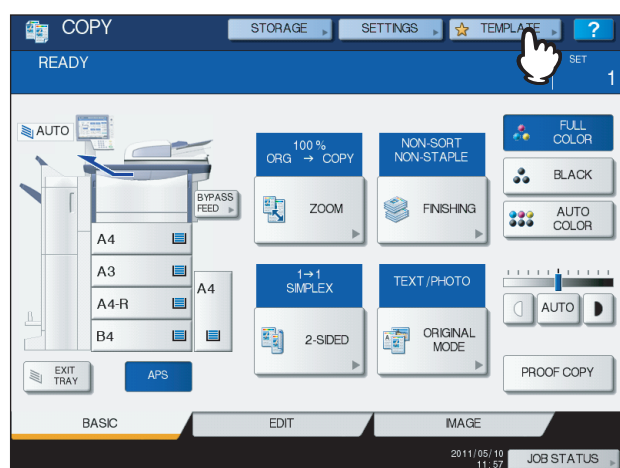 COPY
STORAGE
SETTINGS
TEMPLATE
?
READY
SET
1
AUTO
BYPASS
FEED
A4
A3
A4-R
B4
A4
EXIT
TRAY
APS
100 %
ORG → COPY
ZOOM
NON-SORT
NON-STAPLE
FINISHING
1→1
SIMPLEX
2-SIDED
TEXT/PHOTO
ORIGINAL
MODE
FULL
COLOR
BLACK
AUTO
COLOR
AUTO
PROOF COPY
BASIC
EDIT
IMAGE
2011/05/10
11:57
JOB STATUS